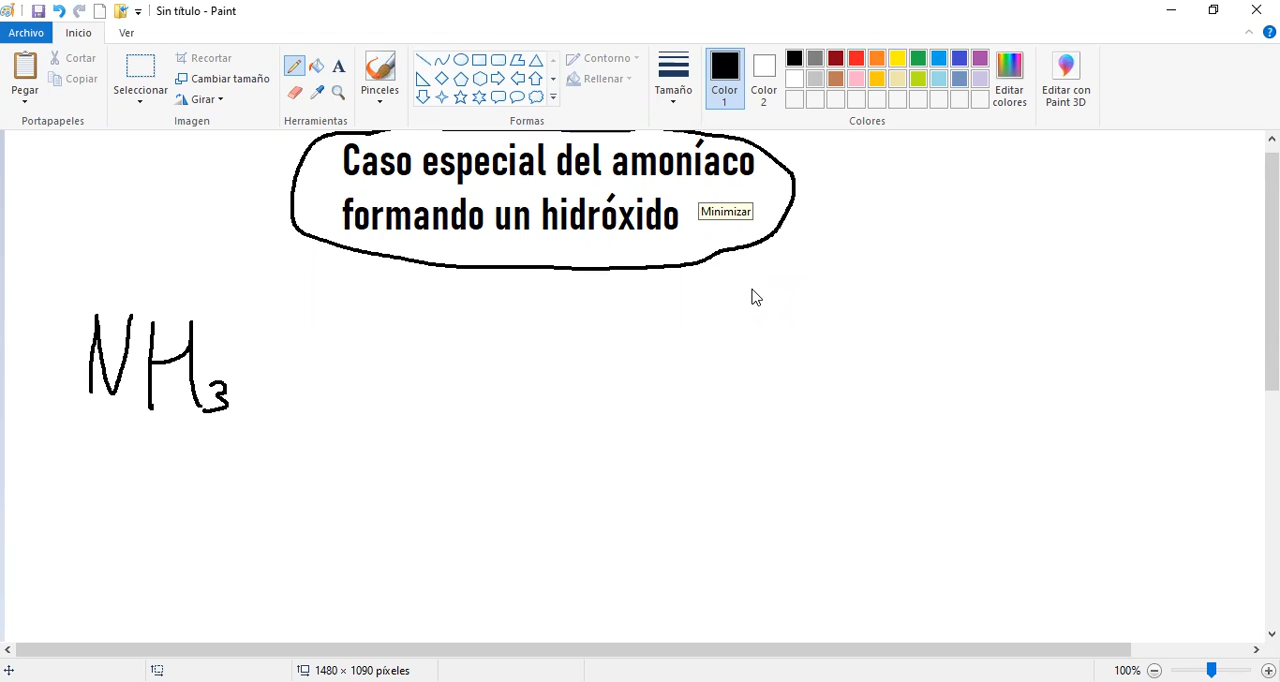 Sin título - Paint
Archivo Inicio Ver
Pegar
Cortar
Copiar
Portapapeles
Seleccionar
Recortar
Cambiar tamaño
Girar
Imagen
A
Herramientas
Pinceles
Contorno
Rellenar
Formas
Tamaño
Color 1
Color 2
Editar colores
Colores
Editar con Paint 3D
Caso especial del amoníaco
formando un hidróxido
Minimizar
NH3
1480 × 1090 píxeles
100%